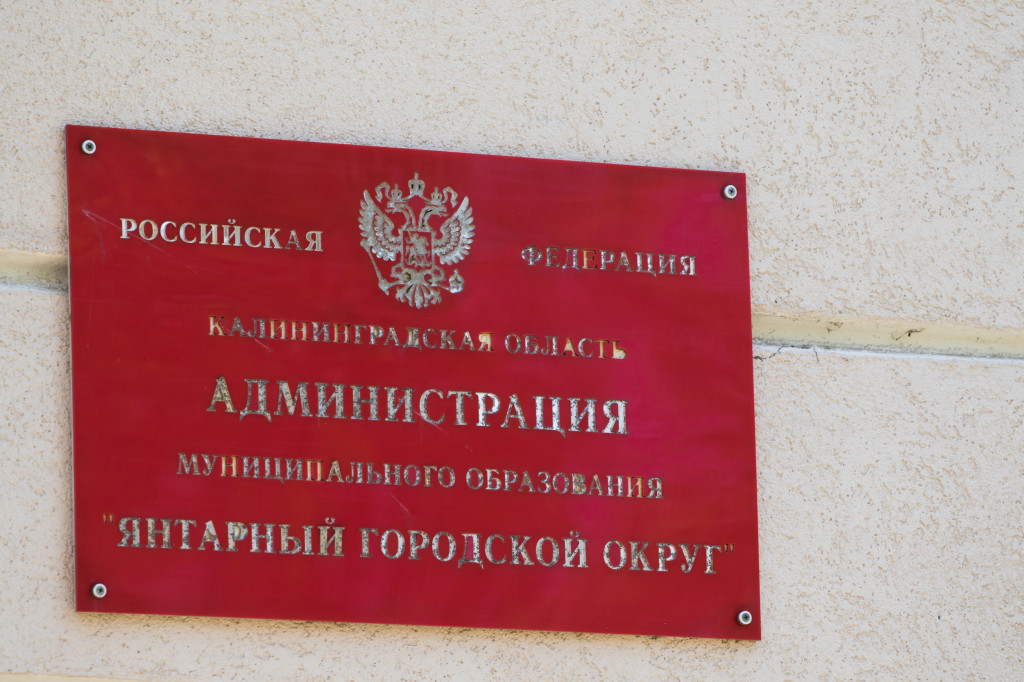 РОССИЙСКАЯ ФЕДЕРАЦИЯ
КАЛИНИНГРАДСКАЯ ОБЛАСТЬ
АДМИНИСТРАЦИЯ
МУНИЦИПАЛЬНОГО ОБРАЗОВАНИЯ
"ЯНТАРНЫЙ ГОРОДСКОЙ ОКРУГ"